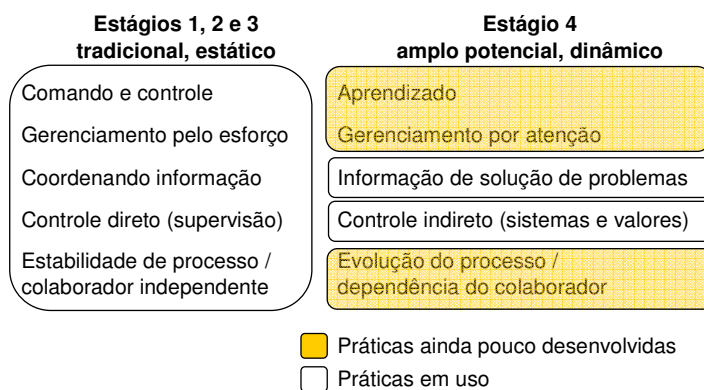 Estágios 1, 2 e 3
tradicional, estático
Estágio 4
amplo potencial, dinâmico
Comando e controle
Aprendizado
Gerenciamento pelo esforço
Gerenciamento por atenção
Coordenando informação
Informação de solução de problemas
Controle direto (supervisão)
Controle indireto (sistemas e valores)
Estabilidade de processo /
colaborador independente
Evolução do processo /
dependência do colaborador
Práticas ainda pouco desenvolvidas
Práticas em uso